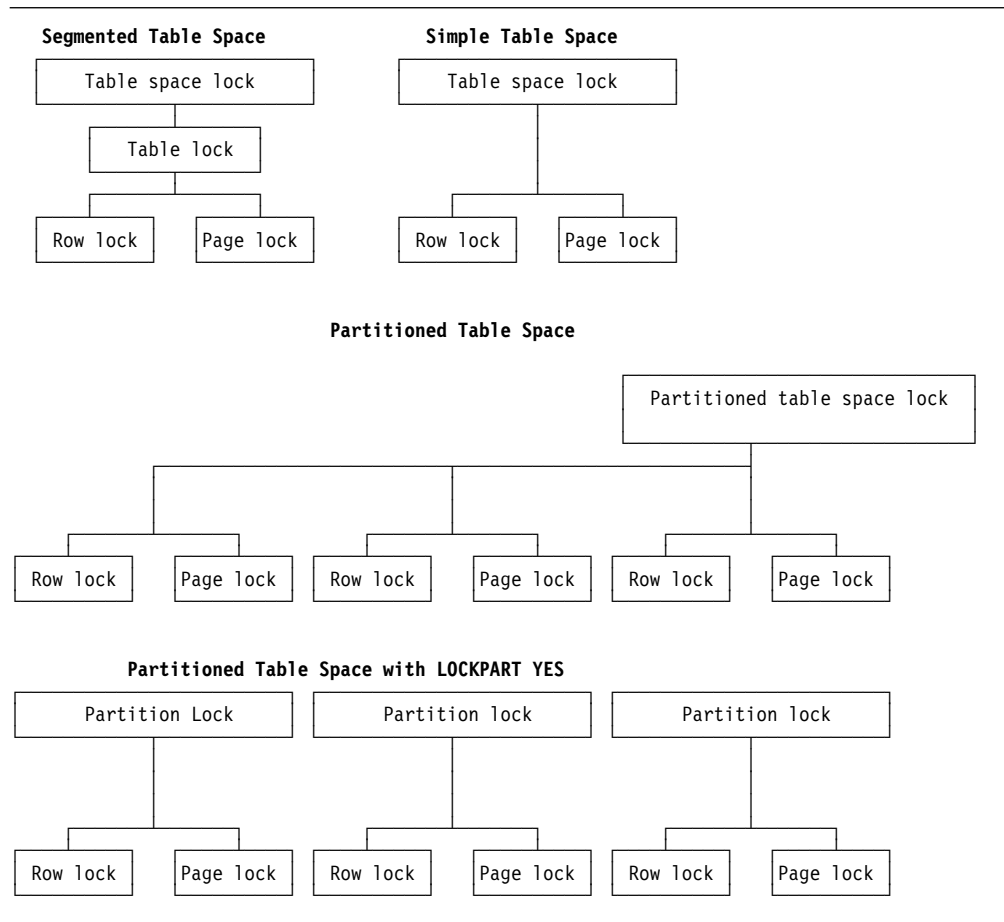 Segmented Table Space Simple Table Space
Table space lock Table space lock
Table lock
Row lock Page lock Row lock Page lock
Partitioned Table Space
Partitioned table space lock
Row lock Page lock Row lock Page lock Row lock Page lock
Partitioned Table Space with LOCKPART YES
Partition Lock Partition lock Partition lock
Row lock Page lock Row lock Page lock Row lock Page lock